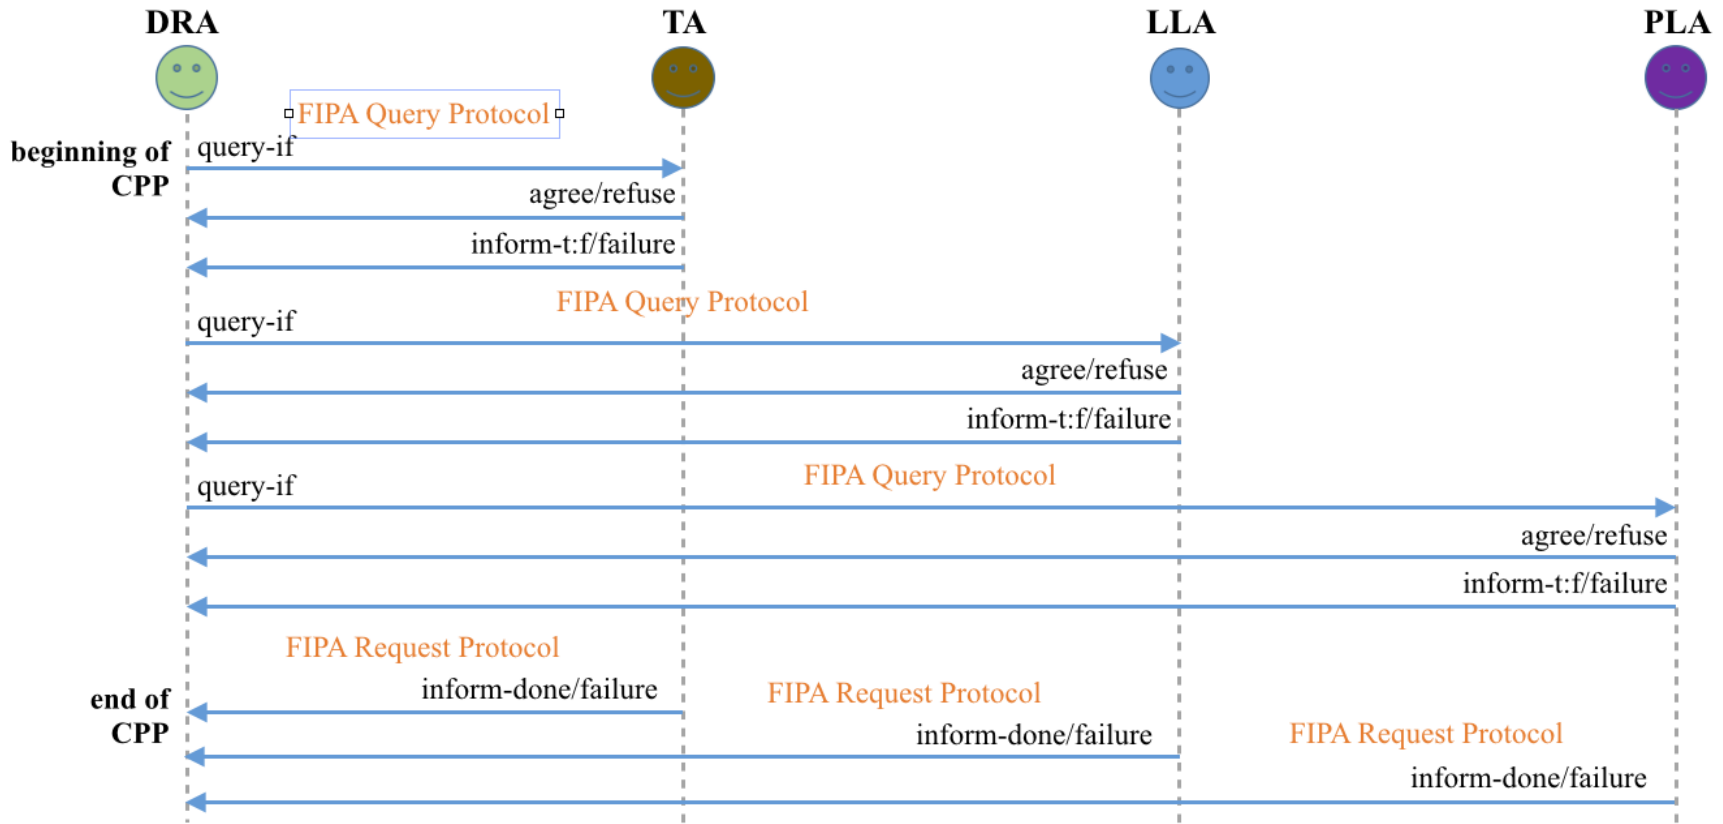 DRA TA LLA PLA
FIPA Query Protocol
beginning of
CPP
query-if
agree/refuse
inform-t:f/failure
FIPA Query Protocol
query-if
agree/refuse
inform-t:f/failure
FIPA Query Protocol
query-if
agree/refuse
inform-t:f/failure
FIPA Request Protocol
end of
CPP
inform-done/failure
FIPA Request Protocol
inform-done/failure
FIPA Request Protocol
inform-done/failure